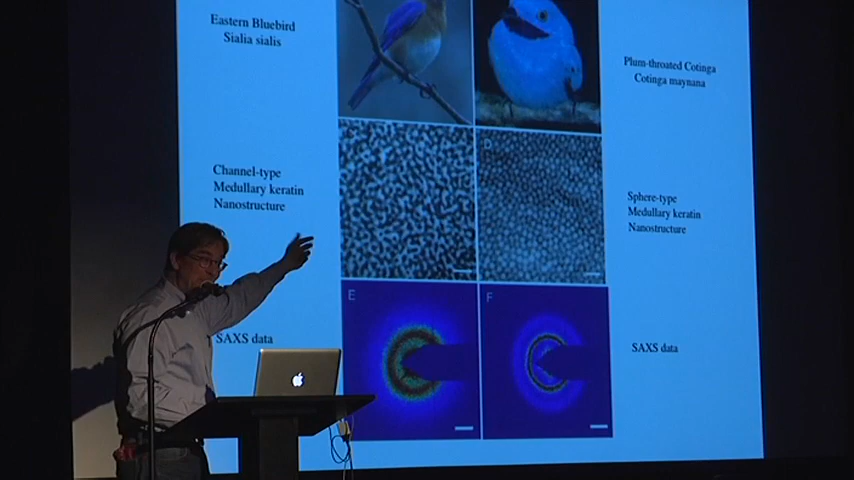 Eastern Bluebird
Sialia sialis
Plum-throated Cotinga
Cotinga maynana
Channel-type
Medullary keratin
Nanostructure
D
Sphere-type
Medullary keratin
Nanostructure
E
F
SAXS data
SAXS data